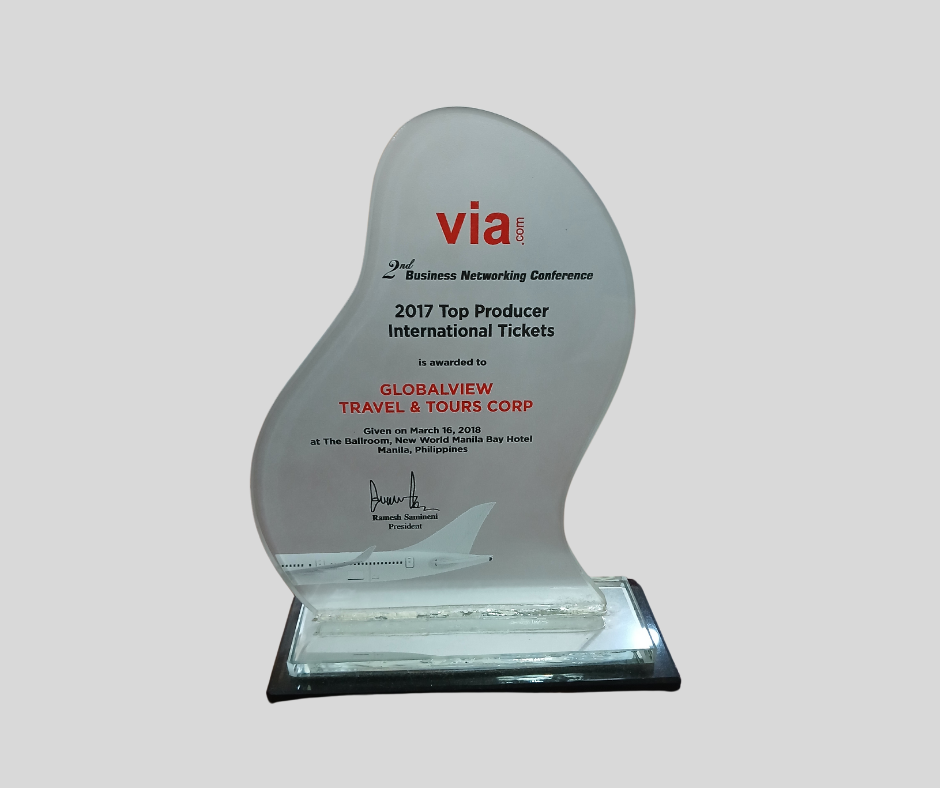 via.com
2nd Business Networking Conference
2017 Top Producer
International Tickets
is awarded to
GLOBALVIEW
TRAVEL & TOURS CORP
Given on March 16, 2018
at The Ballroom, New World Manila Bay Hotel
Manila, Philippines
Ramesh Samineni
President